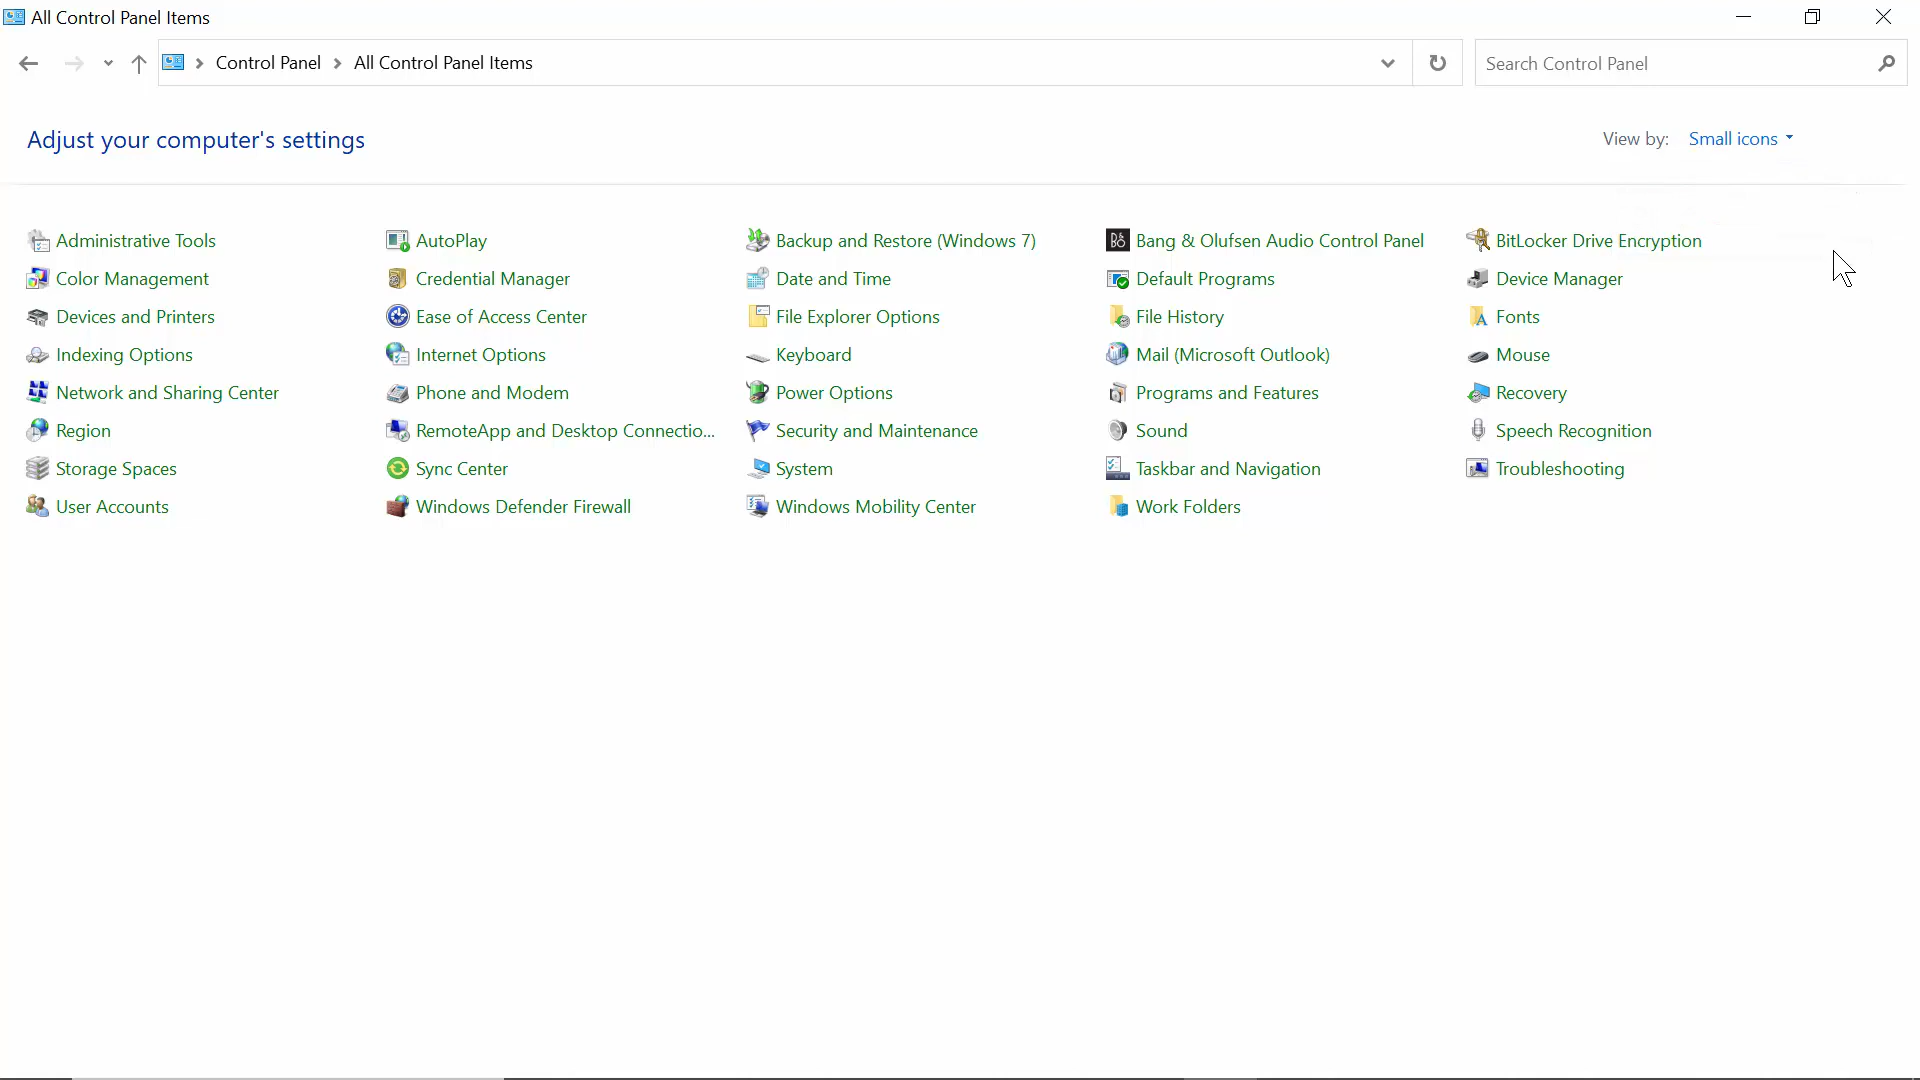 All Control Panel Items
Control Panel > All Control Panel Items
Search Control Panel
Adjust your computer's settings
View by: Small icons
Administrative Tools AutoPlay Backup and Restore (Windows 7) Bang & Olufsen Audio Control Panel BitLocker Drive Encryption
Color Management Credential Manager Date and Time Default Programs Device Manager
Devices and Printers Ease of Access Center File Explorer Options File History Fonts
Indexing Options Internet Options Keyboard Mail (Microsoft Outlook) Mouse
Network and Sharing Center Phone and Modem Power Options Programs and Features Recovery
Region RemoteApp and Desktop Connectio... Security and Maintenance Sound Speech Recognition
Storage Spaces Sync Center System Taskbar and Navigation Troubleshooting
User Accounts Windows Defender Firewall Windows Mobility Center Work Folders